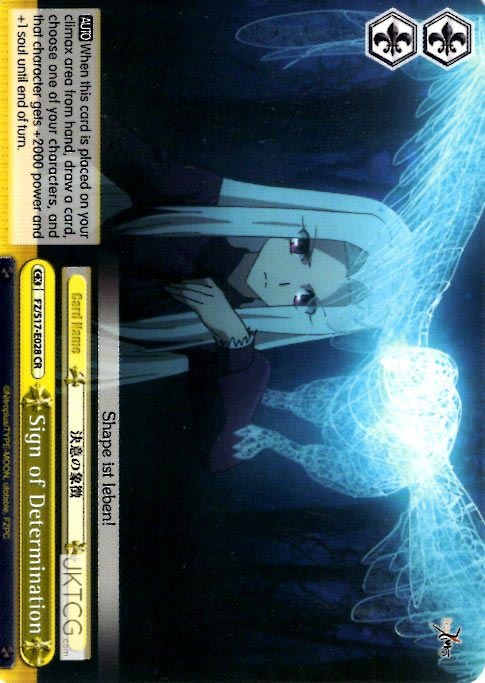 [AUTO] When this card is placed on your
climax area from hand, draw a card,
choose one of your characters, and
that character gets +2000 power and
+1 soul until end of turn.
Shape ist leben!
Card Name
決意の象徴
JKTCG.com
CX
FZ/S17-E028 CR
Sign of Determination
©Nitroplus/TYPE-MOON, ufotable, FZPC